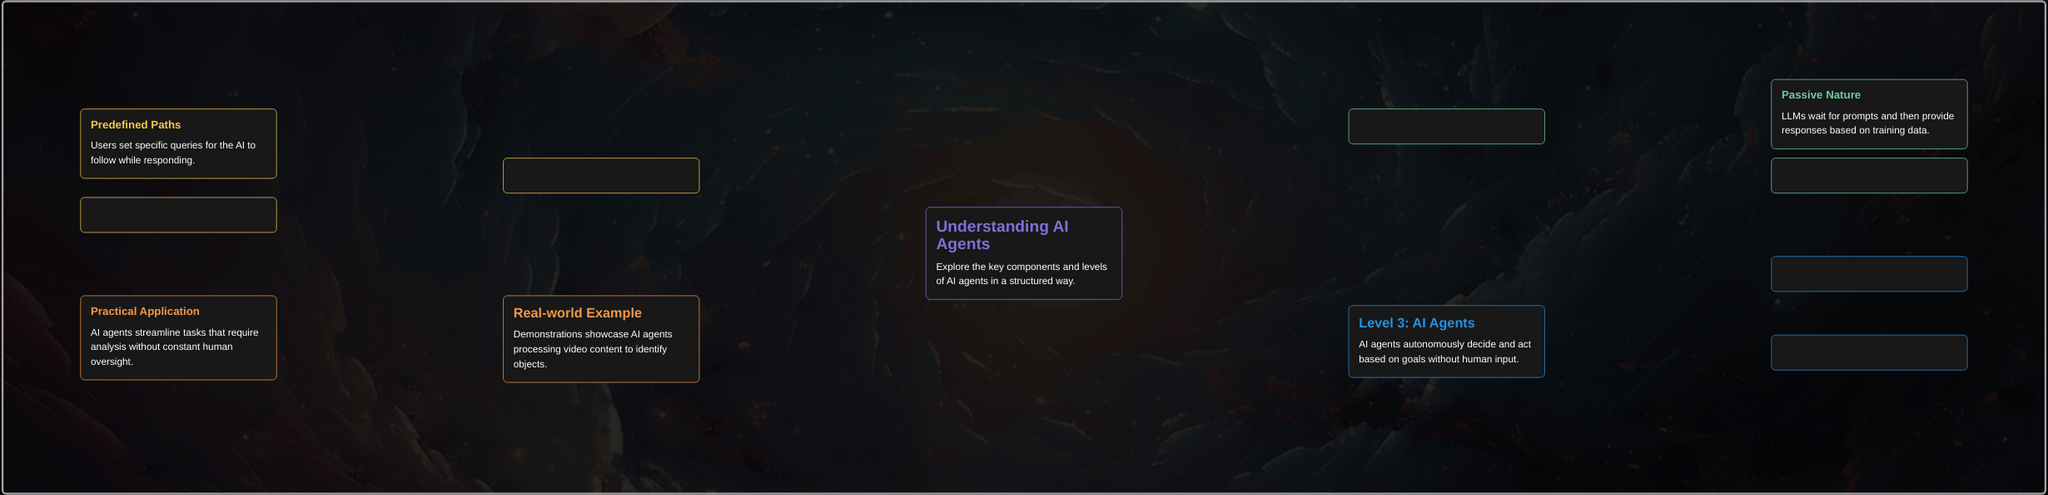 Predefined Paths
Users set specific queries for the AI to
follow while responding.
Practical Application
AI agents streamline tasks that require
analysis without constant human
oversight.
Real-world Example
Demonstrations showcase AI agents
processing video content to identify
objects.
Understanding AI
Agents
Explore the key components and levels
of AI agents in a structured way.
Level 3: AI Agents
AI agents autonomously decide and act
based on goals without human input.
Passive Nature
LLMs wait for prompts and then provide
responses based on training data.